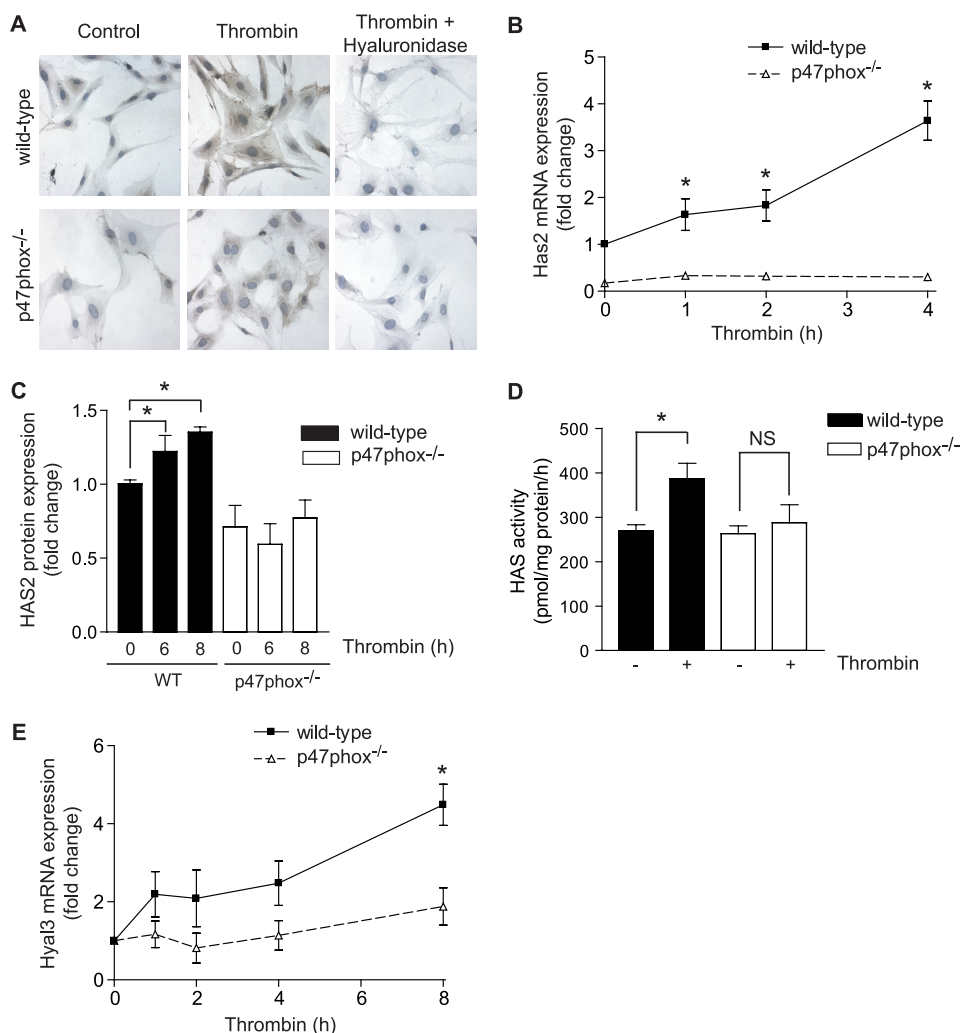 A
Control
Thrombin
Thrombin +
Hyaluronidase
wild-type
p47phox-/-
B
wild-type
p47phox-/-
Has2 mRNA expression
(fold change)
5
4
3
2
1
0
*
*
*
0
1
2
3
4
Thrombin (h)
C
HAS2 protein expression
(fold change)
1.5
1.0
0.5
0.0
*
*
wild-type
p47phox-/-
0 6 8 0 6 8 Thrombin (h)
WT
p47phox-/-
D
wild-type
p47phox-/-
HAS activity
(pmol/mg protein/h)
500
400
300
200
100
0
*
NS
- + - + Thrombin
E
wild-type
p47phox-/-
Hyal3 mRNA expression
(fold change)
6
4
2
0
*
0
2
4
6
8
Thrombin (h)